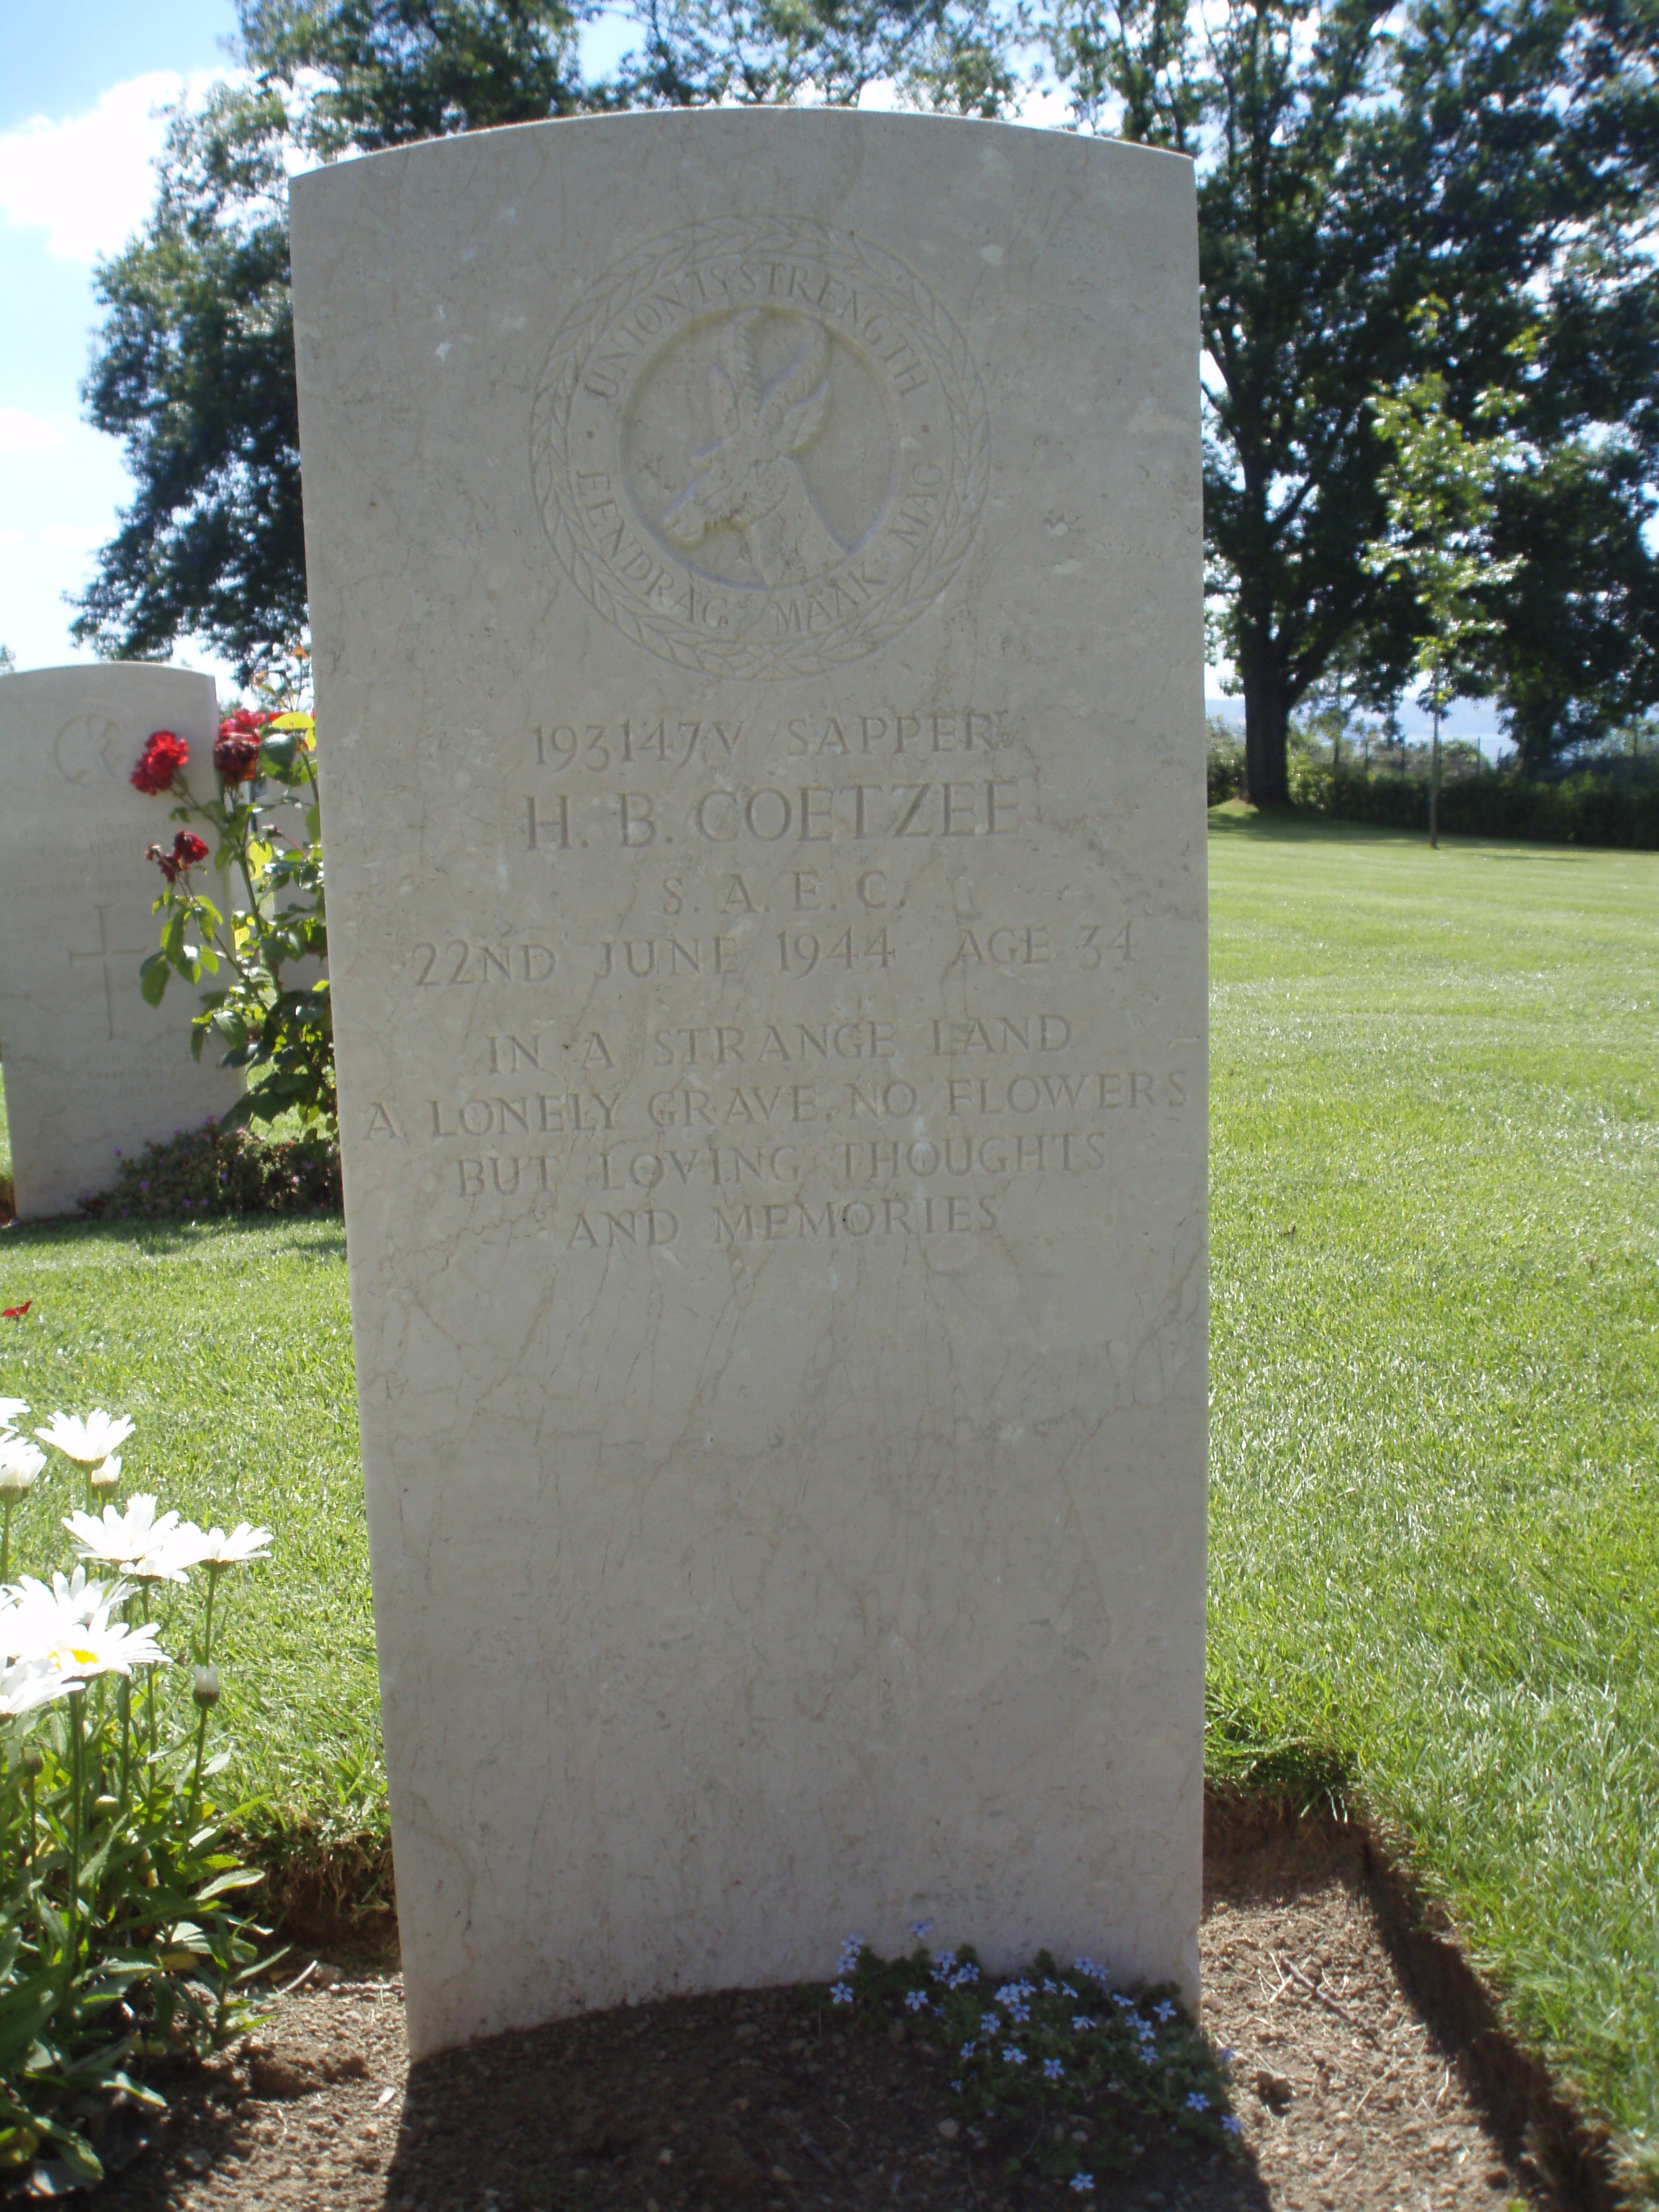 UNION IS STRENGTH
EENDRAG MAAK MAG
193147V SAPPER
H. B. COETZEE
S. A. E. C.
22ND JUNE 1944 AGE 34
IN A STRANGE LAND
A LONELY GRAVE, NO FLOWERS
BUT LOVING THOUGHTS
AND MEMORIES